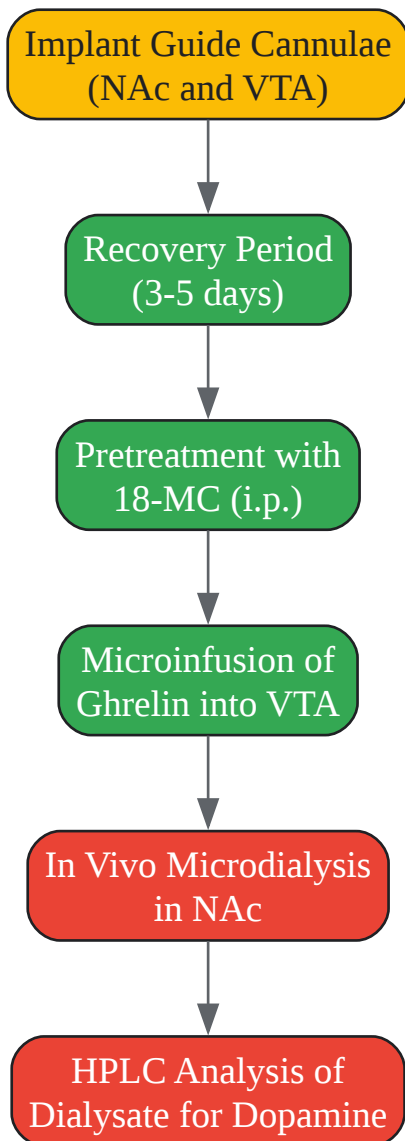 Implant Guide Cannulae
(NAc and VTA)
Recovery Period
(3-5 days)
Pretreatment with
18-MC (i.p.)
Microinfusion of
Ghrelin into VTA
In Vivo Microdialysis
in NAc
HPLC Analysis of
Dialysate for Dopamine